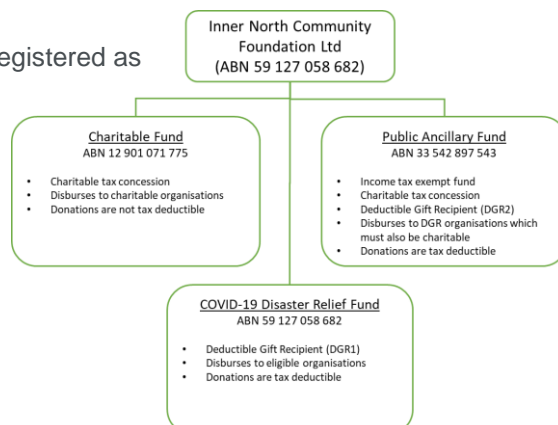 egistered as
Inner North Community
Foundation Ltd
(ABN 59 127 058 682)
Charitable Fund
ABN 12 901 071 775
• Charitable tax concession
• Disburses to charitable organisations
• Donations are not tax deductible
Public Ancillary Fund
ABN 33 542 897 543
• Income tax exempt fund
• Charitable tax concession
• Deductible Gift Recipient (DGR2)
• Disburses to DGR organisations which
must also be charitable
• Donations are tax deductible
COVID-19 Disaster Relief Fund
ABN 59 127 058 682
• Deductible Gift Recipient (DGR1)
• Disburses to eligible organisations
• Donations are tax deductible